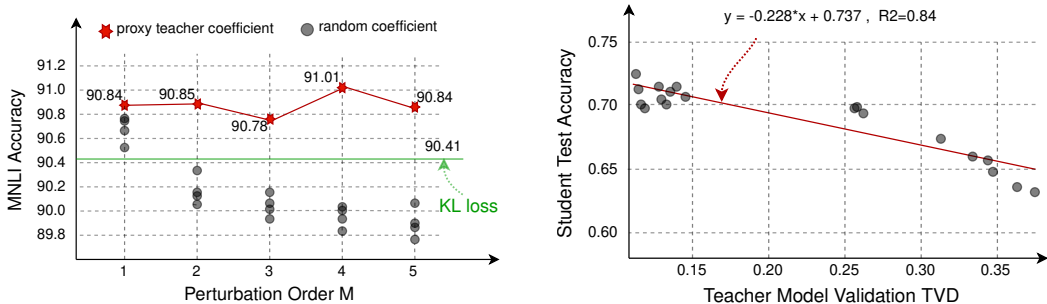 proxy teacher coefficient
random coefficient
MNLI Accuracy
91.2
91.0
90.8
90.6
90.4
90.2
90.0
89.8
90.84
90.85
90.78
91.01
90.84
90.41
KL loss
1 2 3 4 5
Perturbation Order M
y = -0.228*x + 0.737 , R2=0.84
Student Test Accuracy
0.75
0.70
0.65
0.60
0.15 0.20 0.25 0.30 0.35
Teacher Model Validation TVD